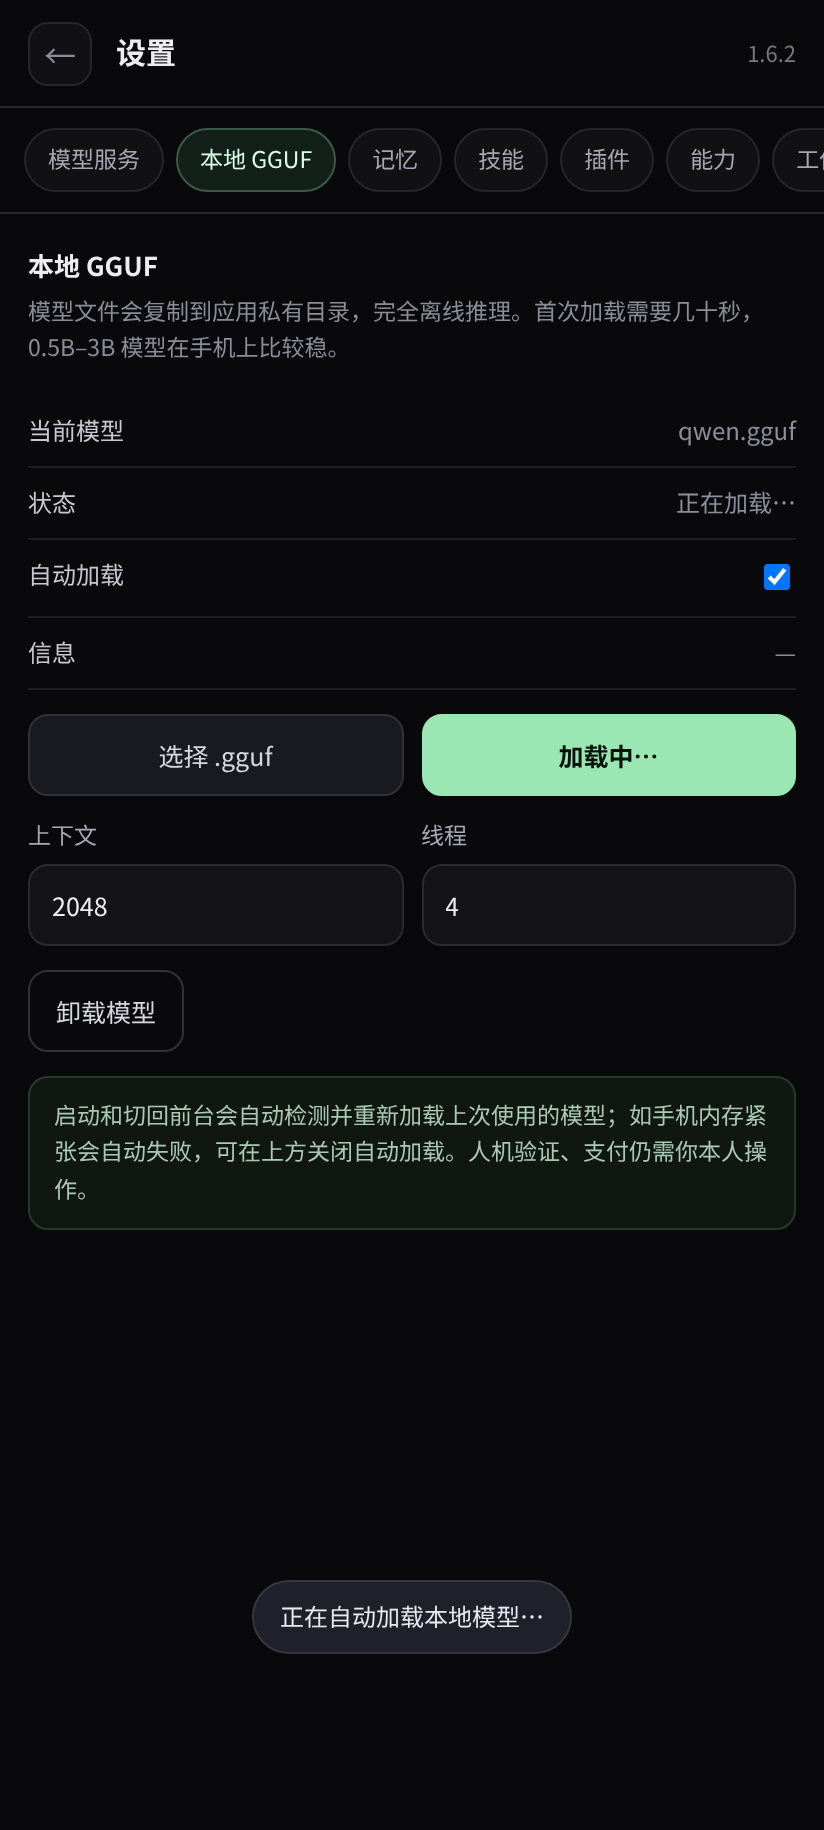 ←
设置
1.6.2
模型服务
本地 GGUF
记忆
技能
插件
能力
工
本地 GGUF
模型文件会复制到应用私有目录，完全离线推理。首次加载需要几十秒，
0.5B–3B 模型在手机上比较稳。
当前模型
qwen.gguf
状态
正在加载…
自动加载
信息
—
选择 .gguf
加载中…
上下文
线程
2048
4
卸载模型
启动和切回前台会自动检测并重新加载上次使用的模型；如手机内存紧
张会自动失败，可在上方关闭自动加载。人机验证、支付仍需你本人操
作。
正在自动加载本地模型…